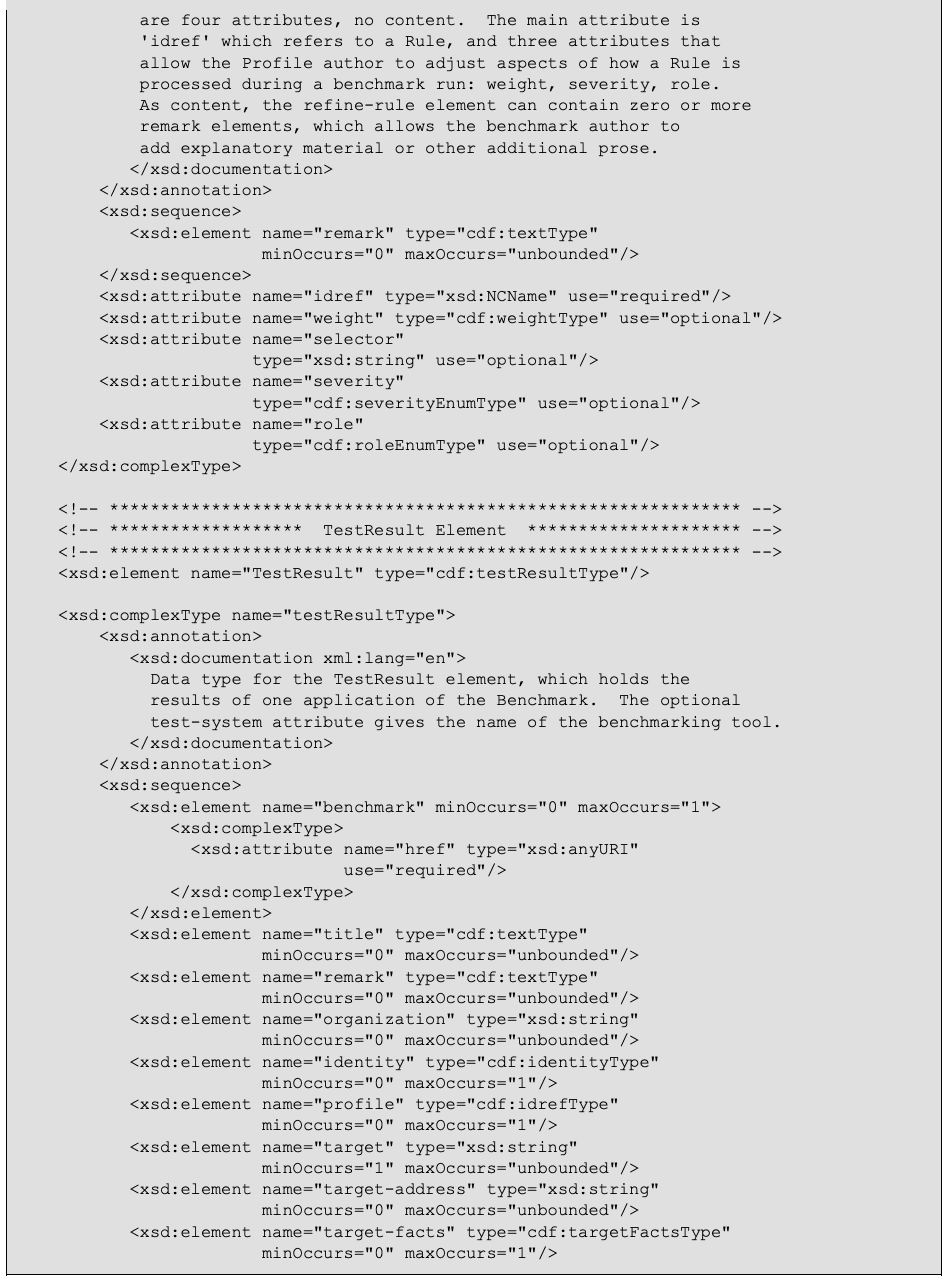 are four attributes, no content.  The main attribute is
'idref' which refers to a Rule, and three attributes that
allow the Profile author to adjust aspects of how a Rule is
processed during a benchmark run: weight, severity, role.
As content, the refine-rule element can contain zero or more
remark elements, which allows the benchmark author to
add explanatory material or other additional prose.
</xsd:documentation>
</xsd:annotation>
<xsd:sequence>
<xsd:element name="remark" type="cdf:textType"
minOccurs="0" maxOccurs="unbounded"/>
</xsd:sequence>
<xsd:attribute name="idref" type="xsd:NCName" use="required"/>
<xsd:attribute name="weight" type="cdf:weightType" use="optional"/>
<xsd:attribute name="selector"
type="xsd:string" use="optional"/>
<xsd:attribute name="severity"
type="cdf:severityEnumType" use="optional"/>
<xsd:attribute name="role"
type="cdf:roleEnumType" use="optional"/>
</xsd:complexType>
<!-- ************************************************************** -->
<!-- *******************  TestResult Element  ********************* -->
<!-- ************************************************************** -->
<xsd:element name="TestResult" type="cdf:testResultType"/>
<xsd:complexType name="testResultType">
<xsd:annotation>
<xsd:documentation xml:lang="en">
Data type for the TestResult element, which holds the
results of one application of the Benchmark.  The optional
test-system attribute gives the name of the benchmarking tool.
</xsd:documentation>
</xsd:annotation>
<xsd:sequence>
<xsd:element name="benchmark" minOccurs="0" maxOccurs="1">
<xsd:complexType>
<xsd:attribute name="href" type="xsd:anyURI"
use="required"/>
</xsd:complexType>
</xsd:element>
<xsd:element name="title" type="cdf:textType"
minOccurs="0" maxOccurs="unbounded"/>
<xsd:element name="remark" type="cdf:textType"
minOccurs="0" maxOccurs="unbounded"/>
<xsd:element name="organization" type="xsd:string"
minOccurs="0" maxOccurs="unbounded"/>
<xsd:element name="identity" type="cdf:identityType"
minOccurs="0" maxOccurs="1"/>
<xsd:element name="profile" type="cdf:idrefType"
minOccurs="0" maxOccurs="1"/>
<xsd:element name="target" type="xsd:string"
minOccurs="1" maxOccurs="unbounded"/>
<xsd:element name="target-address" type="xsd:string"
minOccurs="0" maxOccurs="unbounded"/>
<xsd:element name="target-facts" type="cdf:targetFactsType"
minOccurs="0" maxOccurs="1"/>